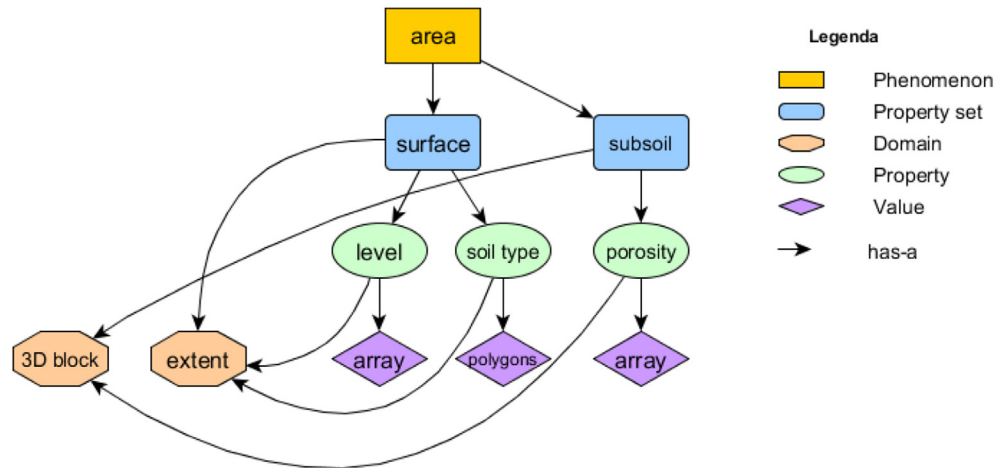 area
Legenda
Phenomenon
Property set
surface
subsoil
Domain
Property
Value
level
soil type
porosity
has-a
3D block
extent
array
polygons
array